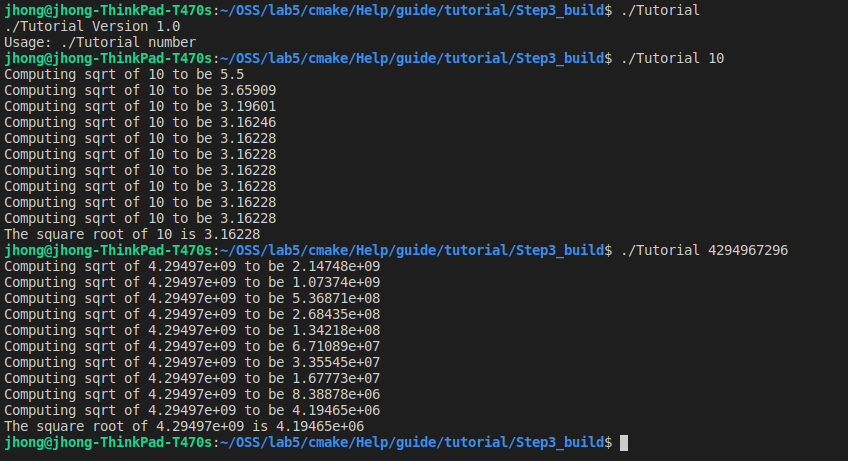 jhong@jhong-ThinkPad-T470s:~/OSS/lab5/cmake/Help/guide/tutorial/Step3_build$ ./Tutorial
./Tutorial Version 1.0
Usage: ./Tutorial number
jhong@jhong-ThinkPad-T470s:~/OSS/lab5/cmake/Help/guide/tutorial/Step3_build$ ./Tutorial 10
Computing sqrt of 10 to be 5.5
Computing sqrt of 10 to be 3.65909
Computing sqrt of 10 to be 3.19601
Computing sqrt of 10 to be 3.16246
Computing sqrt of 10 to be 3.16228
Computing sqrt of 10 to be 3.16228
Computing sqrt of 10 to be 3.16228
Computing sqrt of 10 to be 3.16228
Computing sqrt of 10 to be 3.16228
Computing sqrt of 10 to be 3.16228
The square root of 10 is 3.16228
jhong@jhong-ThinkPad-T470s:~/OSS/lab5/cmake/Help/guide/tutorial/Step3_build$ ./Tutorial 4294967296
Computing sqrt of 4.29497e+09 to be 2.14748e+09
Computing sqrt of 4.29497e+09 to be 1.07374e+09
Computing sqrt of 4.29497e+09 to be 5.36871e+08
Computing sqrt of 4.29497e+09 to be 2.68435e+08
Computing sqrt of 4.29497e+09 to be 1.34218e+08
Computing sqrt of 4.29497e+09 to be 6.71089e+07
Computing sqrt of 4.29497e+09 to be 3.35545e+07
Computing sqrt of 4.29497e+09 to be 1.67773e+07
Computing sqrt of 4.29497e+09 to be 8.38878e+06
Computing sqrt of 4.29497e+09 to be 4.19465e+06
The square root of 4.29497e+09 is 4.19465e+06
jhong@jhong-ThinkPad-T470s:~/OSS/lab5/cmake/Help/guide/tutorial/Step3_build$